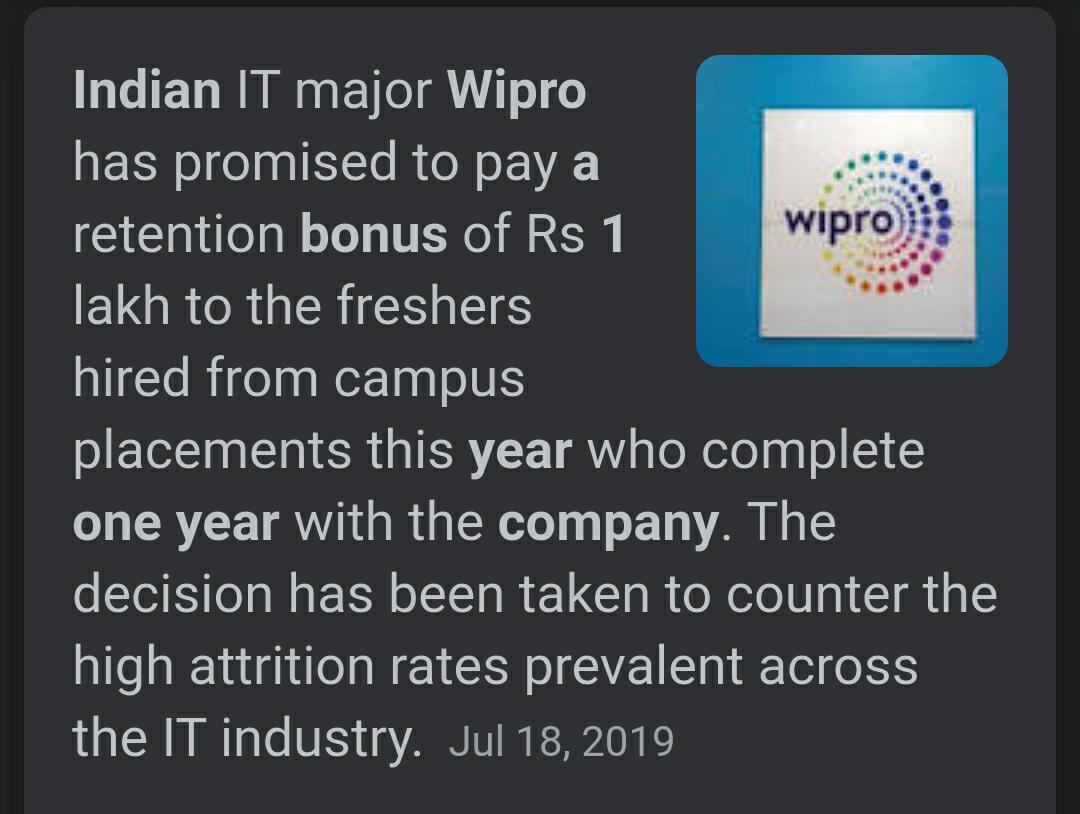 Indian IT major Wipro
has promised to pay a
retention bonus of Rs 1
lakh to the freshers
hired from campus
placements this year who complete
one year with the company. The
decision has been taken to counter the
high attrition rates prevalent across
the IT industry. Jul 18, 2019
wipro